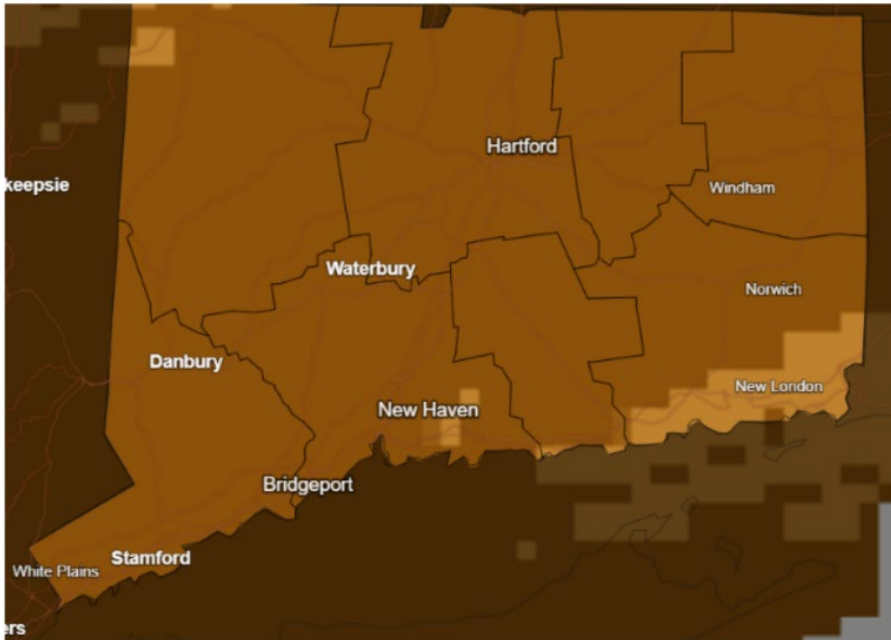 Hartford
keepsie
Windham
Waterbury
Norwich
Danbury
New London
New Haven
Bridgeport
Stamford
White Plains
ers